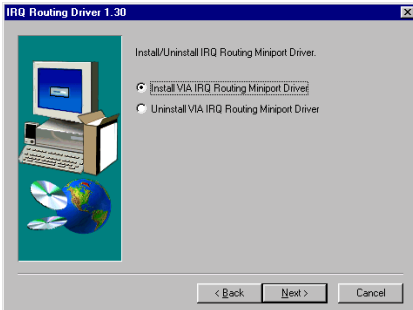 IRQ Routing Driver 1.30
Install/Uninstall IRQ Routing Miniport Driver.
Install VIA IRQ Routing Miniport Driver
Uninstall VIA IRQ Routing Miniport Driver
< Back
Next >
Cancel